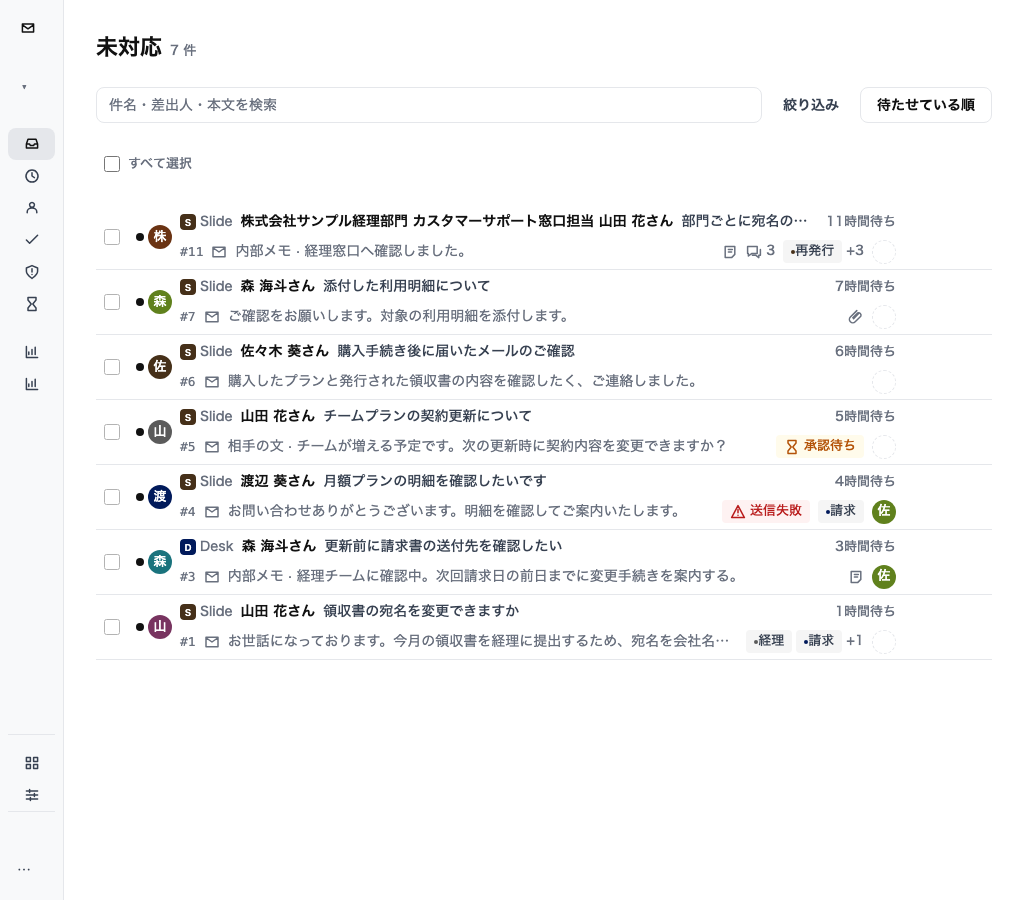 未対応 7 件
件名・差出人・本文を検索
絞り込み
待たせている順
すべて選択
株 S Slide 株式会社サンプル経理部門 カスタマーサポート窓口担当 山田 花さん 部門ごとに宛名の… 11時間待ち
#11 内部メモ · 経理窓口へ確認しました。 3 •再発行 +3
森 S Slide 森 海斗さん 添付した利用明細について 7時間待ち
#7 ご確認をお願いします。対象の利用明細を添付します。
佐 S Slide 佐々木 葵さん 購入手続き後に届いたメールのご確認 6時間待ち
#6 購入したプランと発行された領収書の内容を確認したく、ご連絡しました。
山 S Slide 山田 花さん チームプランの契約更新について 5時間待ち
#5 相手の文 · チームが増える予定です。次の更新時に契約内容を変更できますか？ 承認待ち
渡 S Slide 渡辺 葵さん 月額プランの明細を確認したいです 4時間待ち
#4 お問い合わせありがとうございます。明細を確認してご案内いたします。 送信失敗 •請求 佐
森 D Desk 森 海斗さん 更新前に請求書の送付先を確認したい 3時間待ち
#3 内部メモ · 経理チームに確認中。次回請求日の前日までに変更手続きを案内する。 佐
山 S Slide 山田 花さん 領収書の宛名を変更できますか 1時間待ち
#1 お世話になっております。今月の領収書を経理に提出するため、宛名を会社名… •経理 •請求 +1